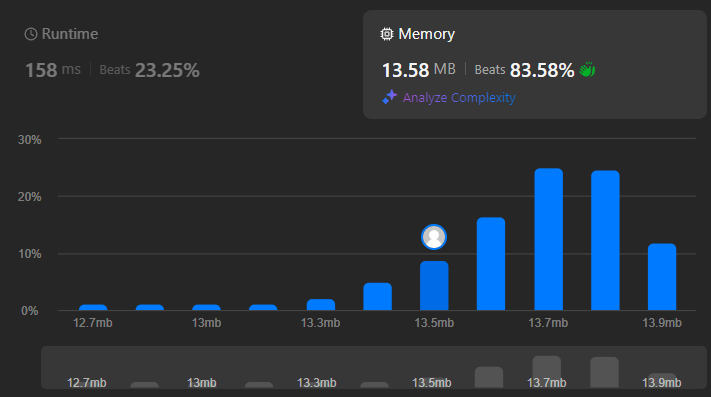 Runtime
158 ms Beats 23.25%
Memory
13.58 MB Beats 83.58%
Analyze Complexity
30%
20%
10%
0%
12.7mb 13mb 13.3mb 13.5mb 13.7mb 13.9mb
12.7mb 13mb 13.3mb 13.5mb 13.7mb 13.9mb